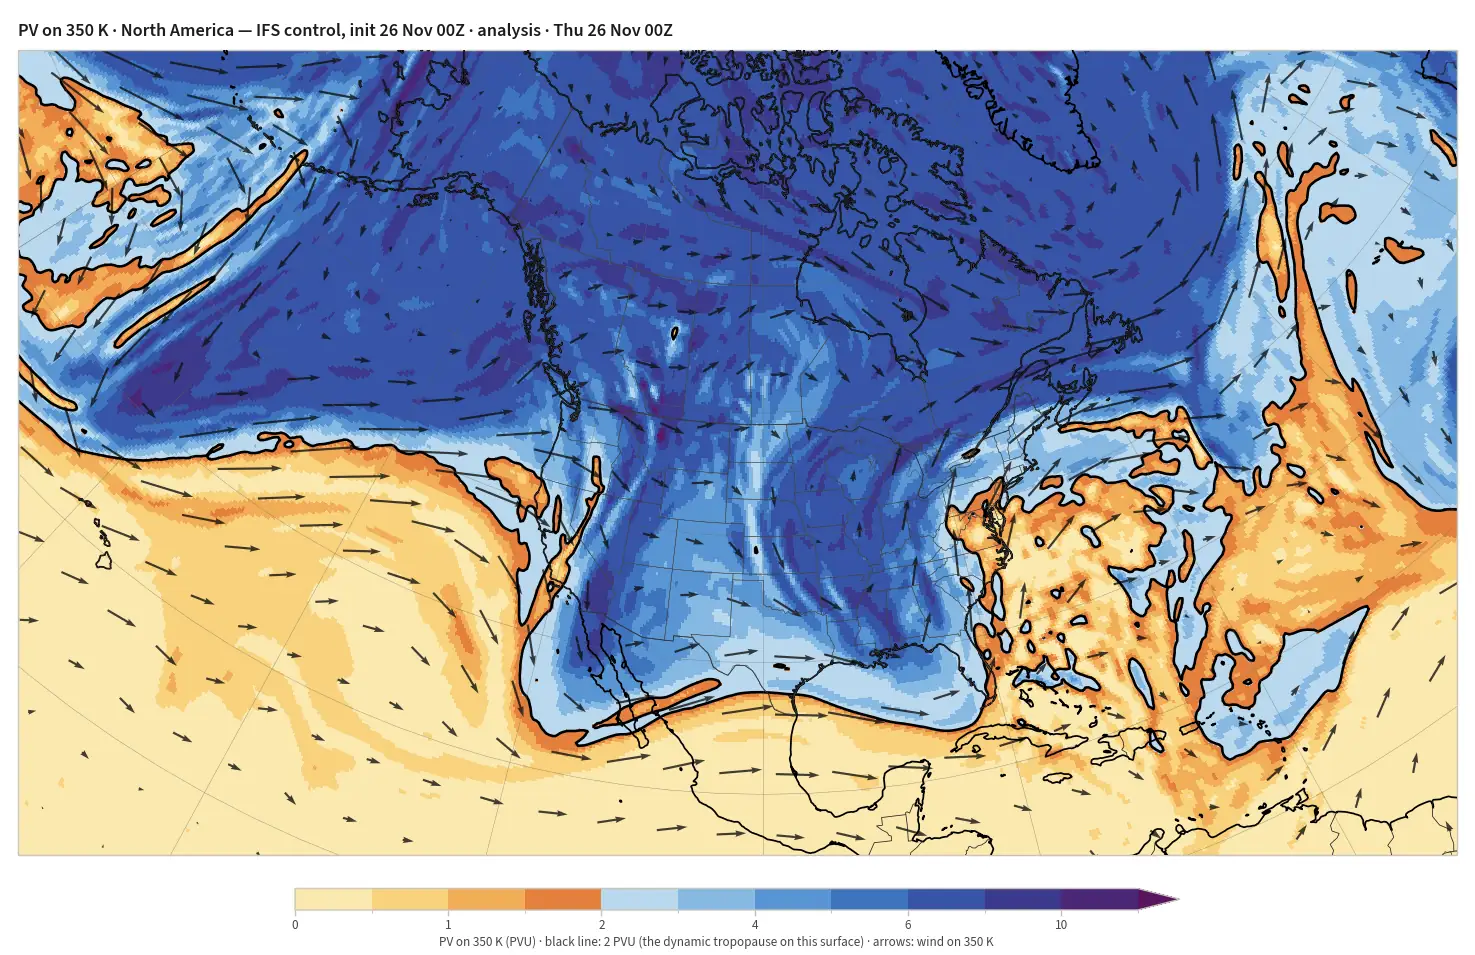 PV on 350 K · North America — IFS control, init 26 Nov 00Z · analysis · Thu 26 Nov 00Z
0 1 2 4 6 10
PV on 350 K (PVU) · black line: 2 PVU (the dynamic tropopause on this surface) · arrows: wind on 350 K